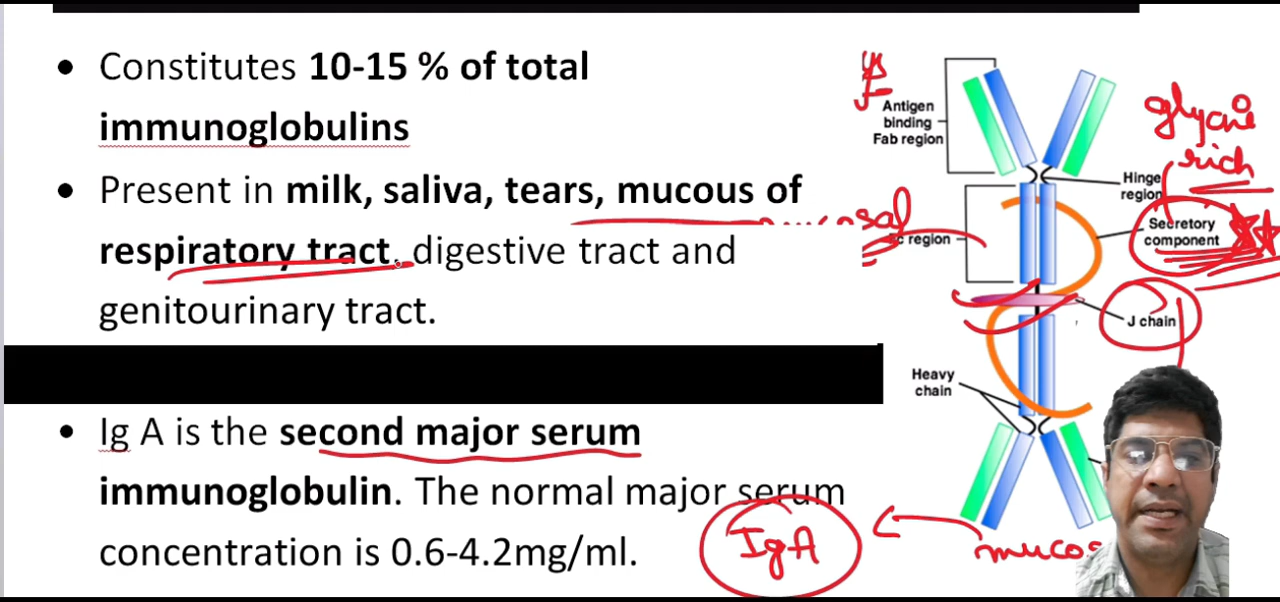 • Constitutes 10-15 % of total
immunoglobulins
• Present in milk, saliva, tears, mucous of
respiratory tract, digestive tract and
genitourinary tract.
• Ig A is the second major serum
immunoglobulin. The normal major serum
concentration is 0.6-4.2mg/ml.
IgA
Antigen
binding
Fab region
glycine
rich
Hinge
region
Secretory
component
region
J chain
Heavy
chain